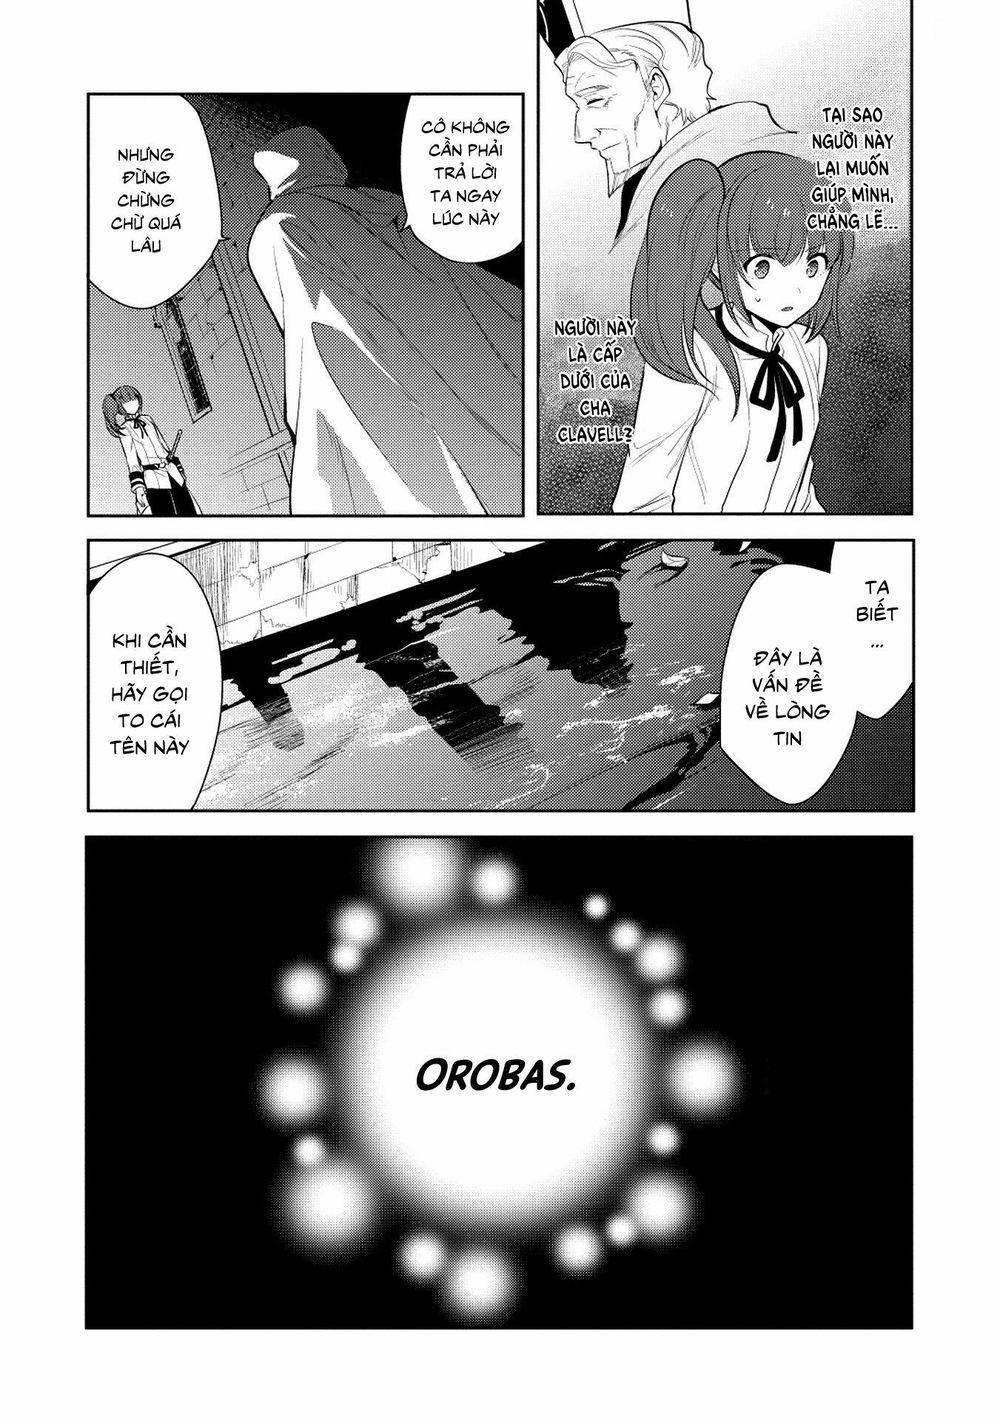 TẠI SAO
NGƯỜI NÀY
LẠI MUỐN
GIÚP MÌNH,
CHẲNG LẼ...
NGƯỜI NÀY
LÀ CẤP
DƯỚI CỦA
CHA
CLAVELL?
CÔ KHÔNG
CẦN PHẢI
TRẢ LỜI
TA NGAY
LÚC NÀY
NHƯNG
ĐỪNG
CHỪNG
CHỪ QUÁ
LÂU
TA
BIẾT
...
ĐÂY LÀ
VẤN ĐỀ
VỀ LÒNG
TIN
KHI CẦN
THIẾT,
HÃY GỌI
TO CÁI
TÊN NÀY
OROBAS.